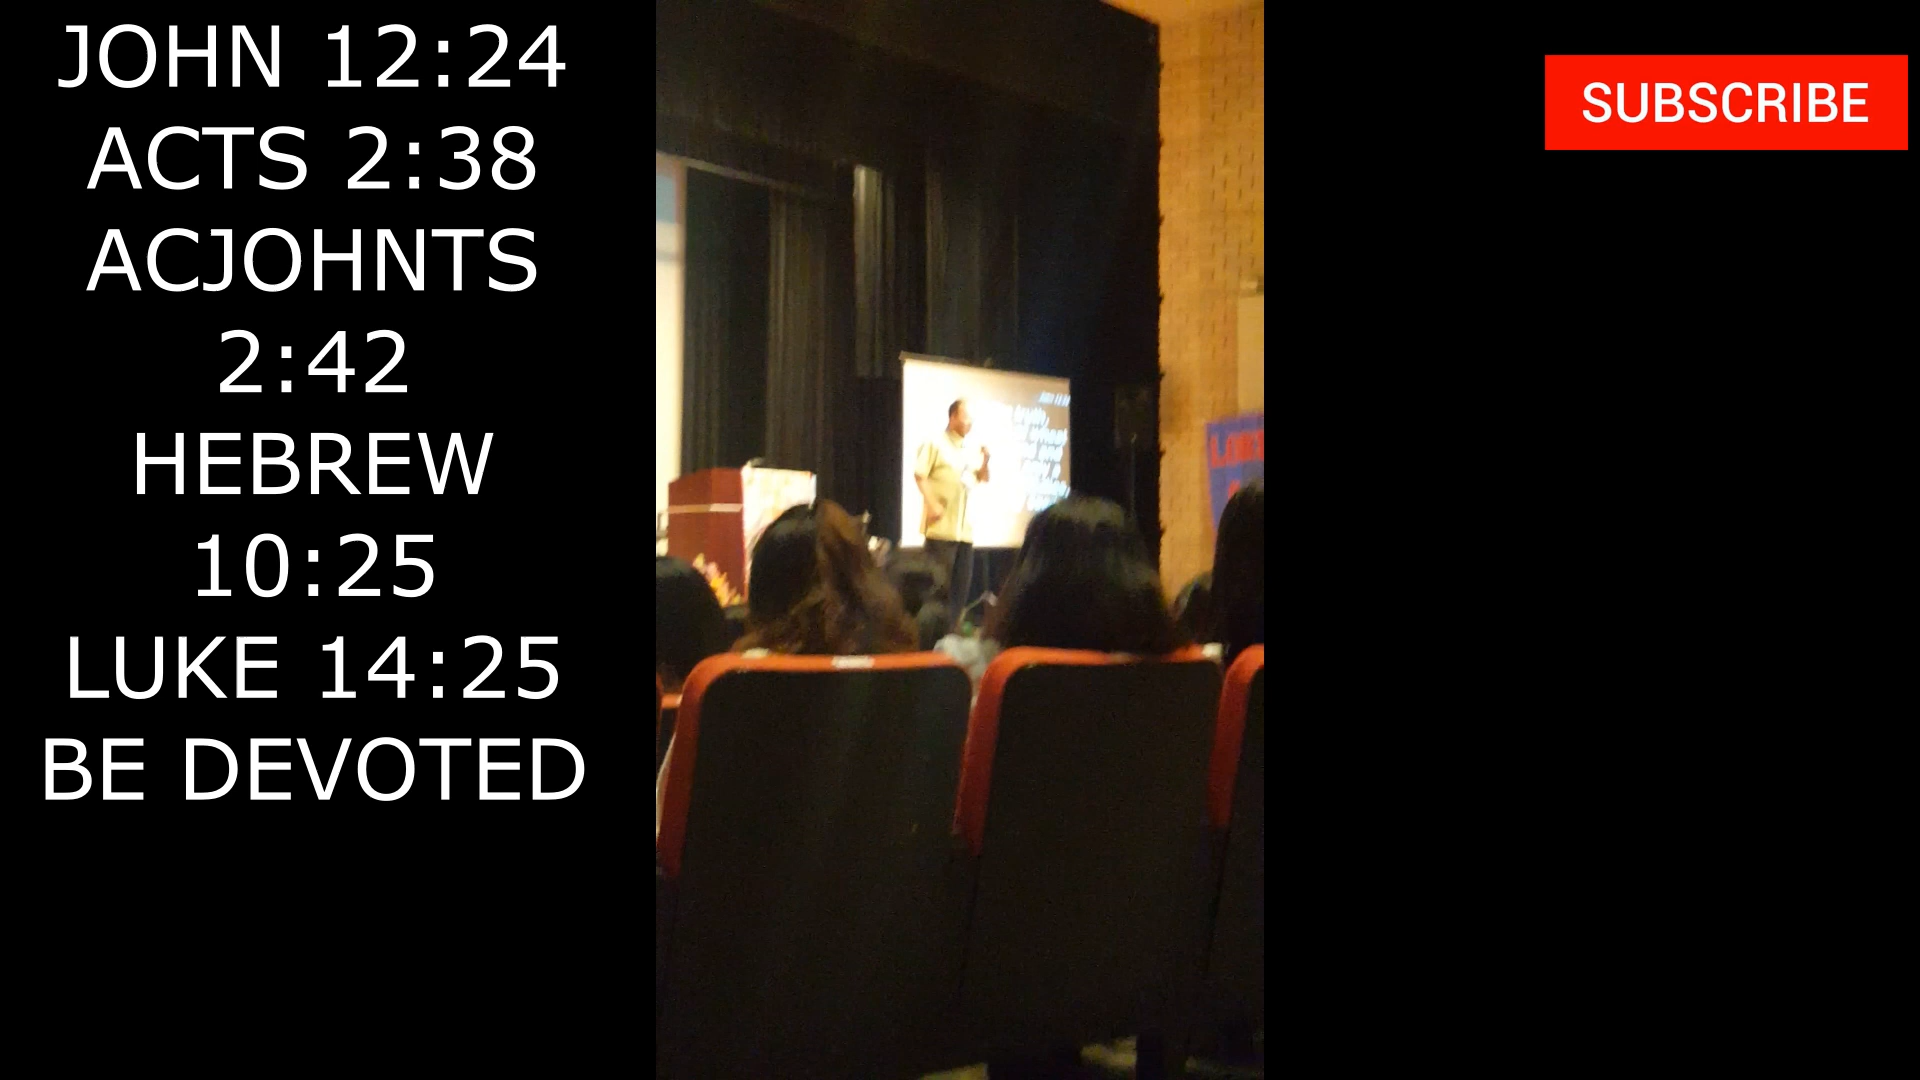 JOHN 12:24
ACTS 2:38
ACJOHNTS
2:42
HEBREW
10:25
LUKE 14:25
BE DEVOTED
SUBSCRIBE